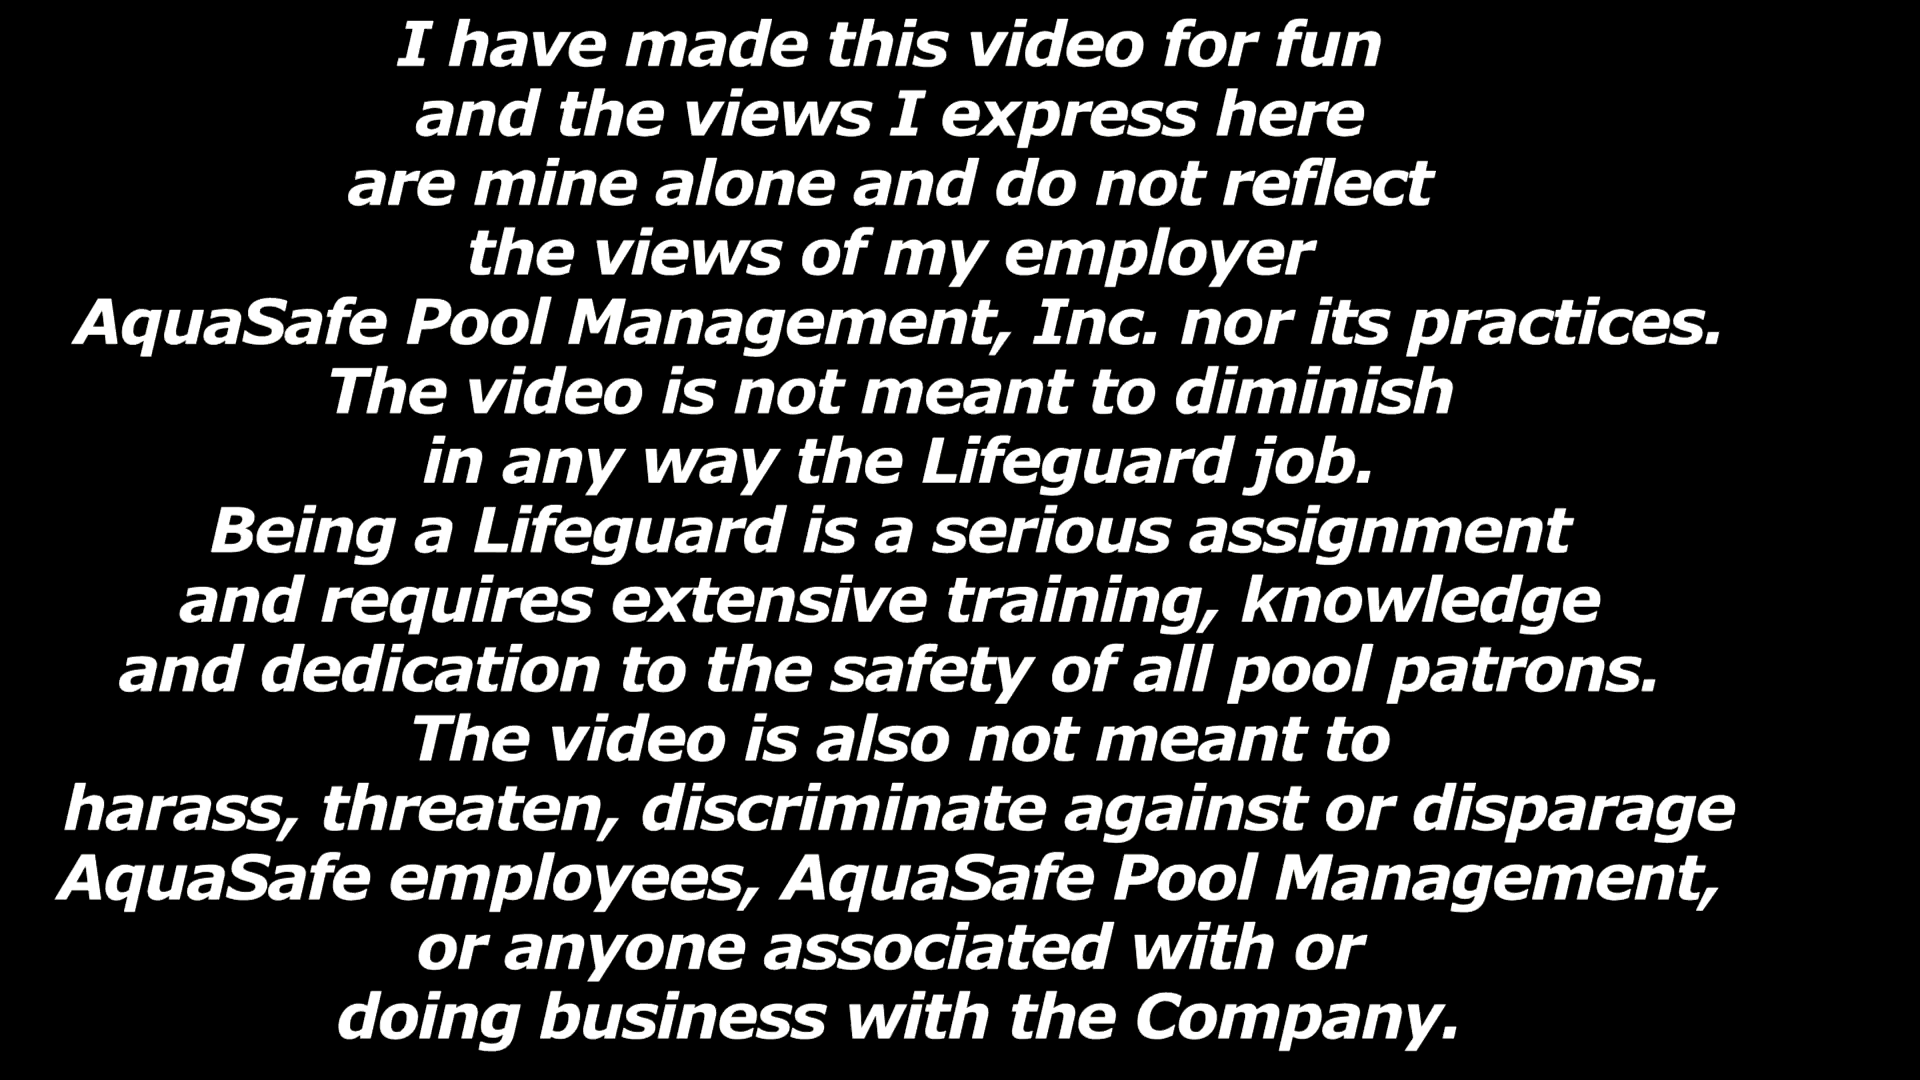 I have made this video for fun
and the views I express here
are mine alone and do not reflect
the views of my employer
AquaSafe Pool Management, Inc. nor its practices.
The video is not meant to diminish
in any way the Lifeguard job.
Being a Lifeguard is a serious assignment
and requires extensive training, knowledge
and dedication to the safety of all pool patrons.
The video is also not meant to
harass, threaten, discriminate against or disparage
AquaSafe employees, AquaSafe Pool Management,
or anyone associated with or
doing business with the Company.